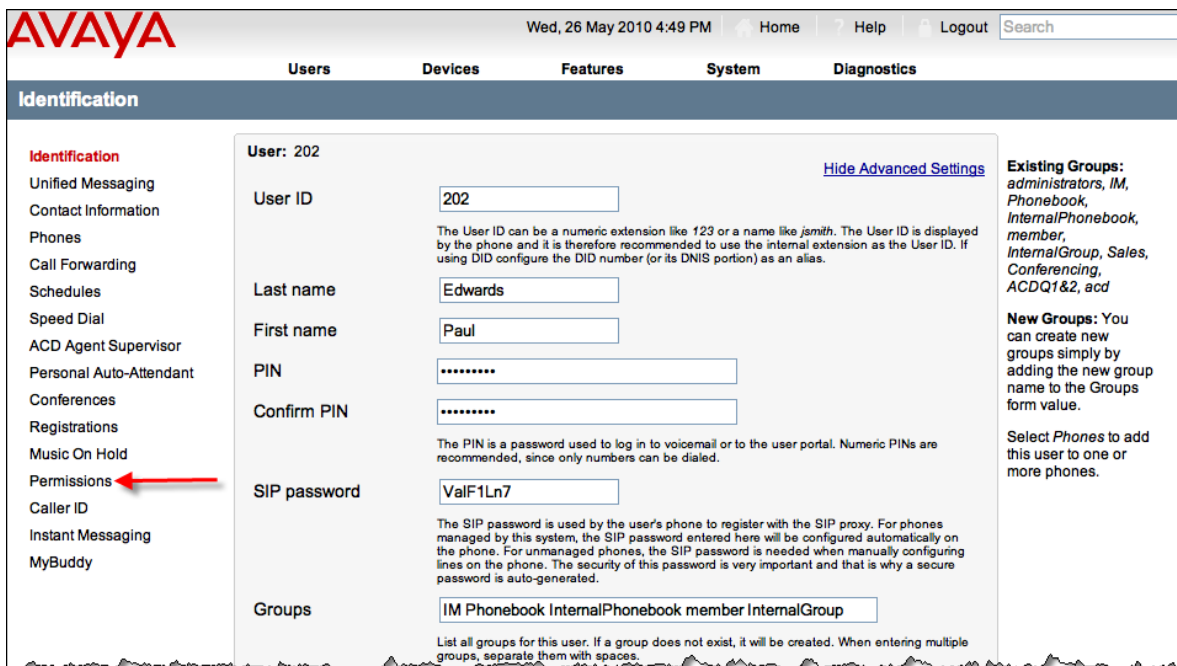 AVAYA
Wed, 26 May 2010 4:49 PM Home Help Logout Search
Users Devices Features System Diagnostics
Identification
Identification
Unified Messaging
Contact Information
Phones
Call Forwarding
Schedules
Speed Dial
ACD Agent Supervisor
Personal Auto-Attendant
Conferences
Registrations
Music On Hold
Permissions
Caller ID
Instant Messaging
MyBuddy
User: 202
Hide Advanced Settings
User ID 202
The User ID can be a numeric extension like 123 or a name like jsmith. The User ID is displayed
by the phone and it is therefore recommended to use the internal extension as the User ID. If
using DID configure the DID number (or its DNIS portion) as an alias.
Last name Edwards
First name Paul
PIN •••••••••
Confirm PIN •••••••••
The PIN is a password used to log in to voicemail or to the user portal. Numeric PINs are
recommended, since only numbers can be dialed.
SIP password ValF1Ln7
The SIP password is used by the user's phone to register with the SIP proxy. For phones
managed by this system, the SIP password entered here will be configured automatically on
the phone. For unmanaged phones, the SIP password is needed when manually configuring
lines on the phone. The security of this password is very important and that is why a secure
password is auto-generated.
Groups IM Phonebook InternalPhonebook member InternalGroup
List all groups for this user. If a group does not exist, it will be created. When entering multiple
groups, separate them with spaces.
Existing Groups:
administrators, IM,
Phonebook,
InternalPhonebook,
member,
InternalGroup, Sales,
Conferencing,
ACDQ1&2, acd
New Groups: You
can create new
groups simply by
adding the new group
name to the Groups
form value.
Select Phones to add
this user to one or
more phones.